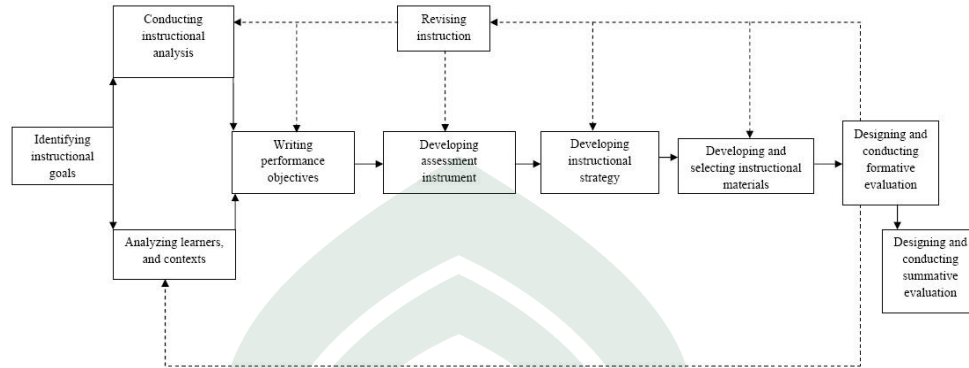 Conducting
instructional
analysis
Revising
instruction
Identifying
instructional
goals
Writing
performance
objectives
Developing
assessment
instrument
Developing
instructional
strategy
Developing and
selecting instructional
materials
Designing and
conducting
formative
evaluation
Analyzing learners,
and contexts
Designing and
conducting
summative
evaluation